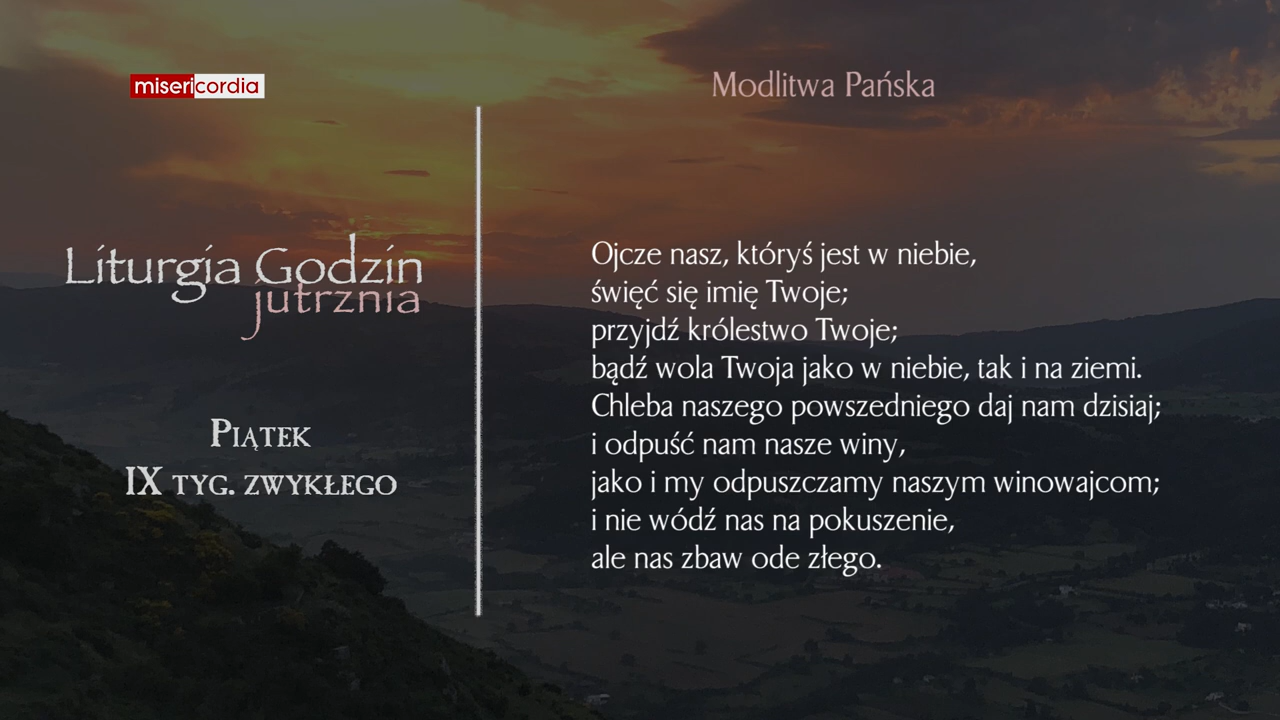 misericordia
Liturgia Godzin
jutrznia
Piątek
IX tyg. zwykłego
Modlitwa Pańska
Ojcze nasz, któryś jest w niebie,
święć się imię Twoje;
przyjdź królestwo Twoje;
bądź wola Twoja jako w niebie, tak i na ziemi.
Chleba naszego powszedniego daj nam dzisiaj;
i odpuść nam nasze winy,
jako i my odpuszczamy naszym winowajcom;
i nie wódź nas na pokuszenie,
ale nas zbaw ode złego.